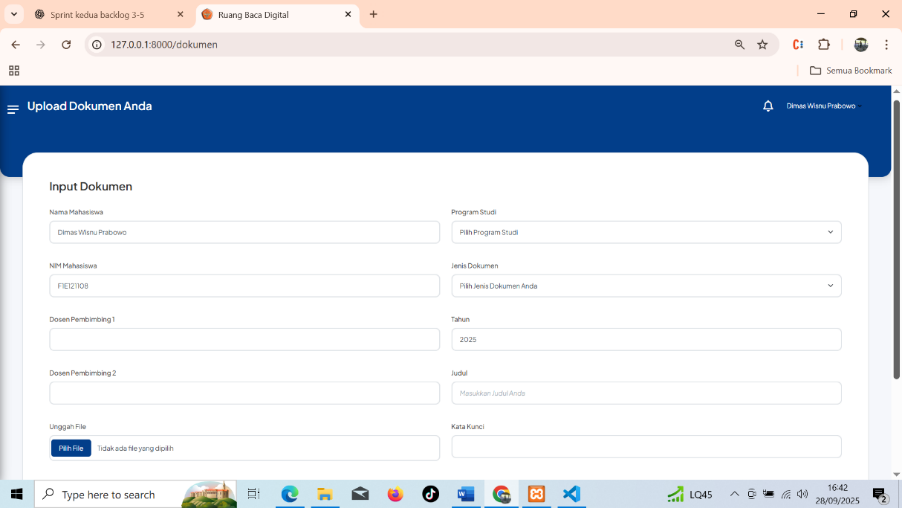 Sprint kedua backlog 3-5
Ruang Baca Digital
127.0.0.1:8000/dokumen
Semua Bookmark
Upload Dokumen Anda
Dimas Wisnu Prabowo
Input Dokumen
Nama Mahasiswa
Program Studi
Dimas Wisnu Prabowo
Pilih Program Studi
NIM Mahasiswa
Jenis Dokumen
F1E121108
Pilih Jenis Dokumen Anda
Dosen Pembimbing 1
Tahun
2025
Dosen Pembimbing 2
Judul
Masukkan Judul Anda
Unggah File
Kata Kunci
Pilih File Tidak ada file yang dipilih
Type here to search
LQ45
16:42
28/09/2025
2